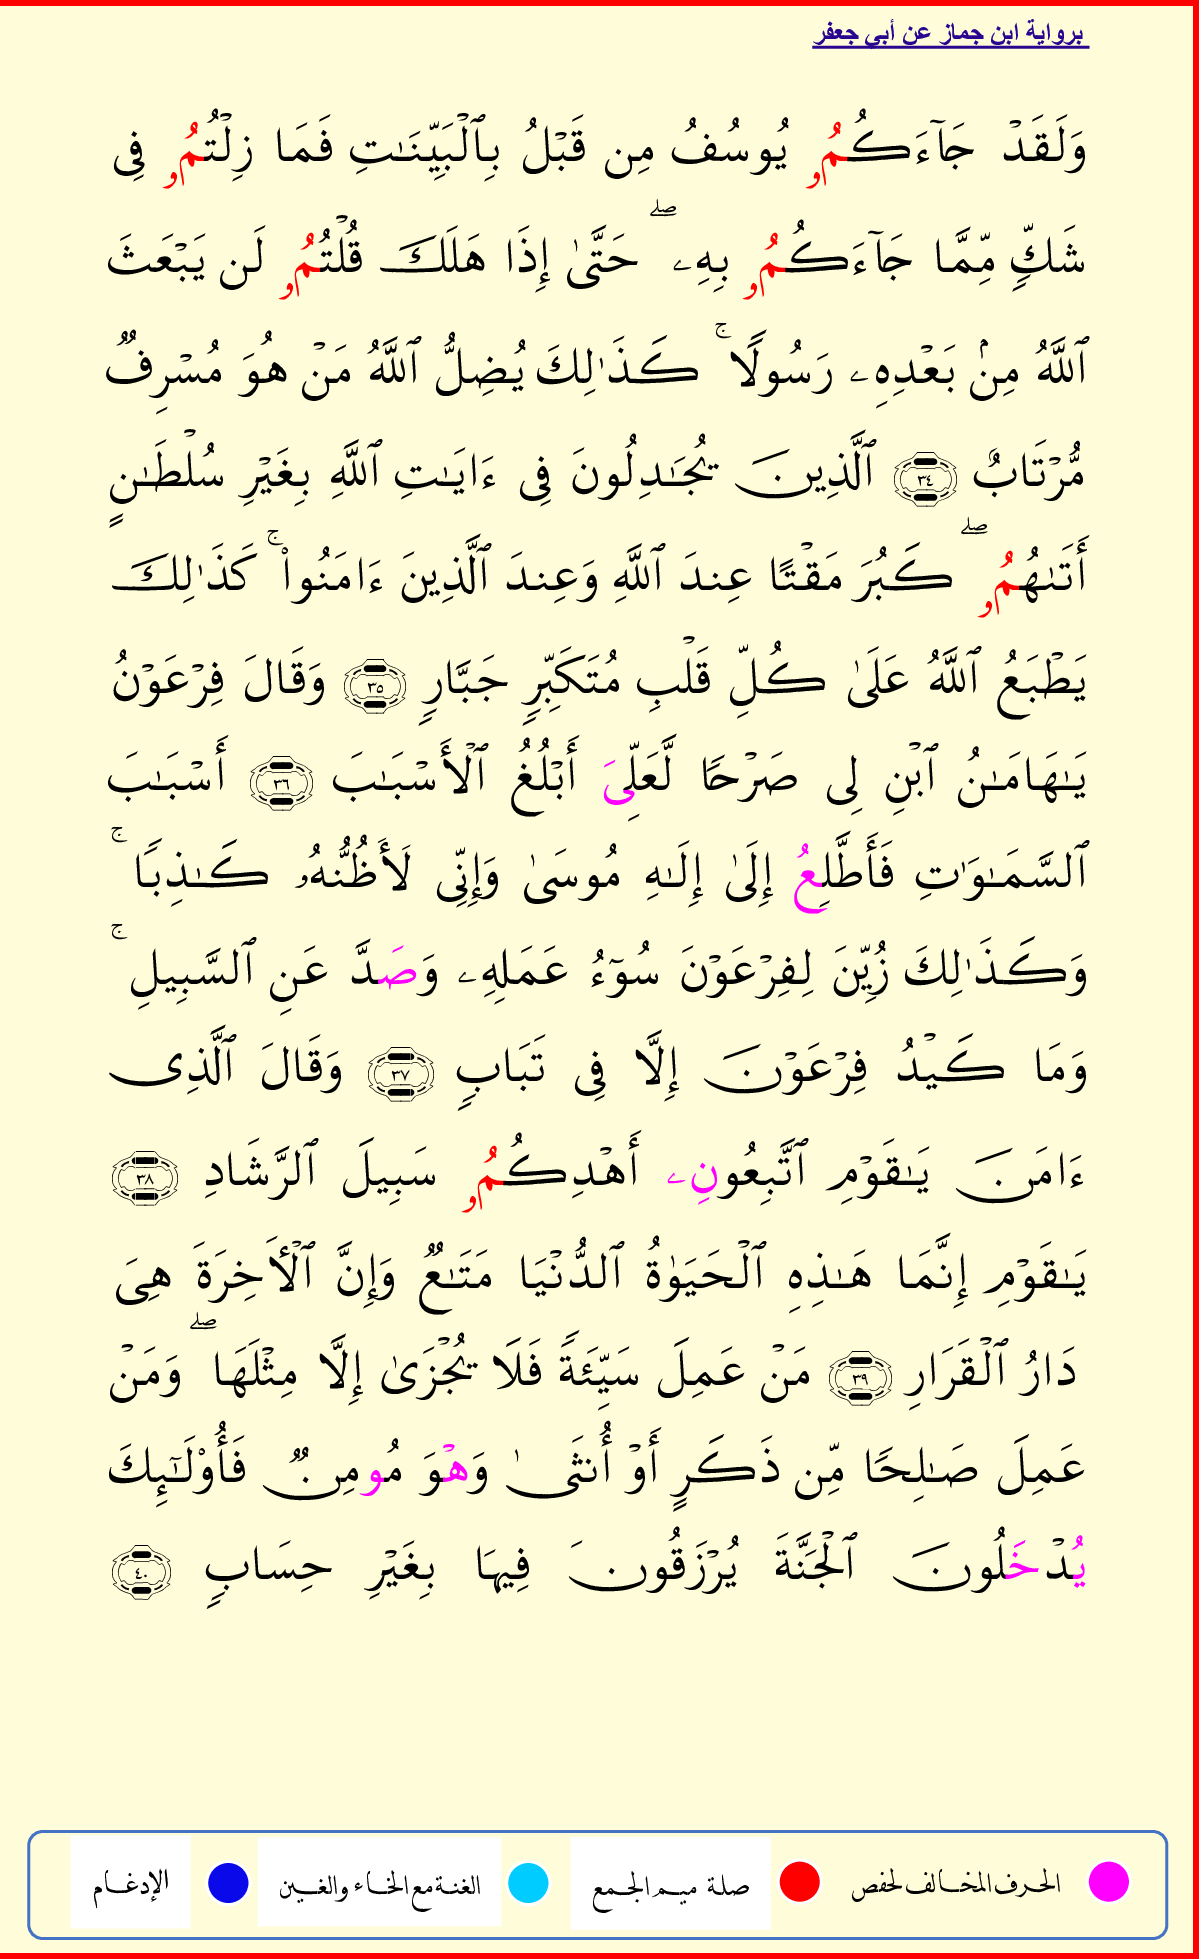 برواية ابن جماز عن أبي جعفر
وَلَقَدۡ جَآءَكُمُۥ يُوسُفُ مِن قَبۡلُ بِٱلۡبَيِّنَٰتِ فَمَا زِلۡتُمُۥ فِي
شَكّٖ مِّمَّا جَآءَكُمُۥ بِهِۦۖ حَتَّىٰٓ إِذَا هَلَكَ قُلۡتُمُۥ لَن يَبۡعَثَ
ٱللَّهُ مِنۢ بَعۡدِهِۦ رَسُولٗاۚ كَذَٰلِكَ يُضِلُّ ٱللَّهُ مَنۡ هُوَ مُسۡرِفٞ
مُّرۡتَابٌ ٣٤ ٱلَّذِينَ يُجَٰدِلُونَ فِيٓ ءَايَٰتِ ٱللَّهِ بِغَيۡرِ سُلۡطَٰنٍ
أَتَىٰهُمُۥۖ كَبُرَ مَقۡتًا عِندَ ٱللَّهِ وَعِندَ ٱلَّذِينَ ءَامَنُواْۚ كَذَٰلِكَ
يَطۡبَعُ ٱللَّهُ عَلَىٰ كُلِّ قَلۡبِ مُتَكَبِّرٖ جَبَّارٖ ٣٥ وَقَالَ فِرۡعَوۡنُ
يَٰهَامَٰنُ ٱبۡنِ لِي صَرۡحٗا لَّعَلِّيَ أَبۡلُغُ ٱلۡأَسۡبَٰبَ ٣٦ أَسۡبَٰبَ
ٱلسَّمَٰوَٰتِ فَأَطَّلِعُ إِلَىٰٓ إِلَٰهِ مُوسَىٰ وَإِنِّي لَأَظُنُّهُۥ كَٰذِبٗاۚ
وَكَذَٰلِكَ زُيِّنَ لِفِرۡعَوۡنَ سُوٓءُ عَمَلِهِۦ وَصَدَّ عَنِ ٱلسَّبِيلِۚ
وَمَا كَيۡدُ فِرۡعَوۡنَ إِلَّا فِي تَبَابٖ ٣٧ وَقَالَ ٱلَّذِيٓ
ءَامَنَ يَٰقَوۡمِ ٱتَّبِعُونِۦ أَهۡدِكُمُۥ سَبِيلَ ٱلرَّشَادِ ٣٨
يَٰقَوۡمِ إِنَّمَا هَٰذِهِ ٱلۡحَيَوٰةُ ٱلدُّنۡيَا مَتَٰعٞ وَإِنَّ ٱلۡأَخِرَةَ هِيَ
دَارُ ٱلۡقَرَارِ ٣٩ مَنۡ عَمِلَ سَيِّئَةٗ فَلَا يُجۡزَىٰٓ إِلَّا مِثۡلَهَاۖ وَمَنۡ
عَمِلَ صَٰلِحٗا مِّن ذَكَرٍ أَوۡ أُنثَىٰ وَهۡوَ مُومِنٞ فَأُوْلَٰٓئِكَ
يُدۡخَلُونَ ٱلۡجَنَّةَ يُرۡزَقُونَ فِيهَا بِغَيۡرِ حِسَابٖ ٤٠
الحرف المخالف لحفص صلة ميم الجمع الغنة مع الخاء والغين الإدغام